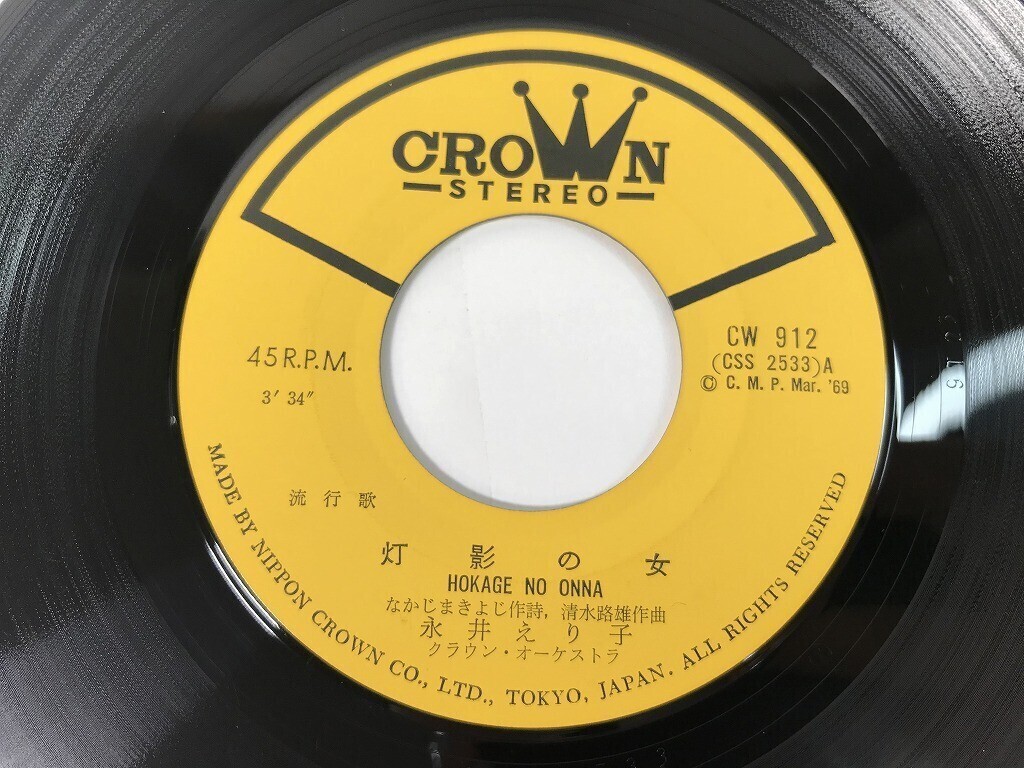 CROWN
STEREO
45 R.P.M.
3′ 34″
CW 912
(CSS 2533) A
© C. M. P. Mar. '69
流行歌
灯影の女
HOKAGE NO ONNA
なかじまきよじ作詩, 清水路雄作曲
永井えり子
クラウン・オーケストラ
MADE BY NIPPON CROWN CO., LTD., TOKYO, JAPAN. ALL RIGHTS RESERVED